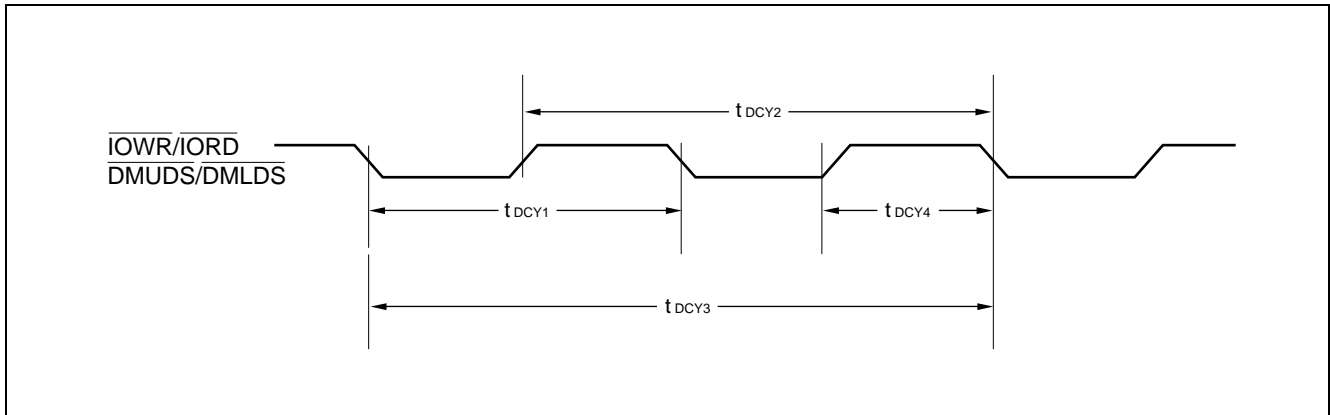 t DCY2
IOWR/IORD
DMUDS/DMLDS
t DCY1
t DCY4
t DCY3